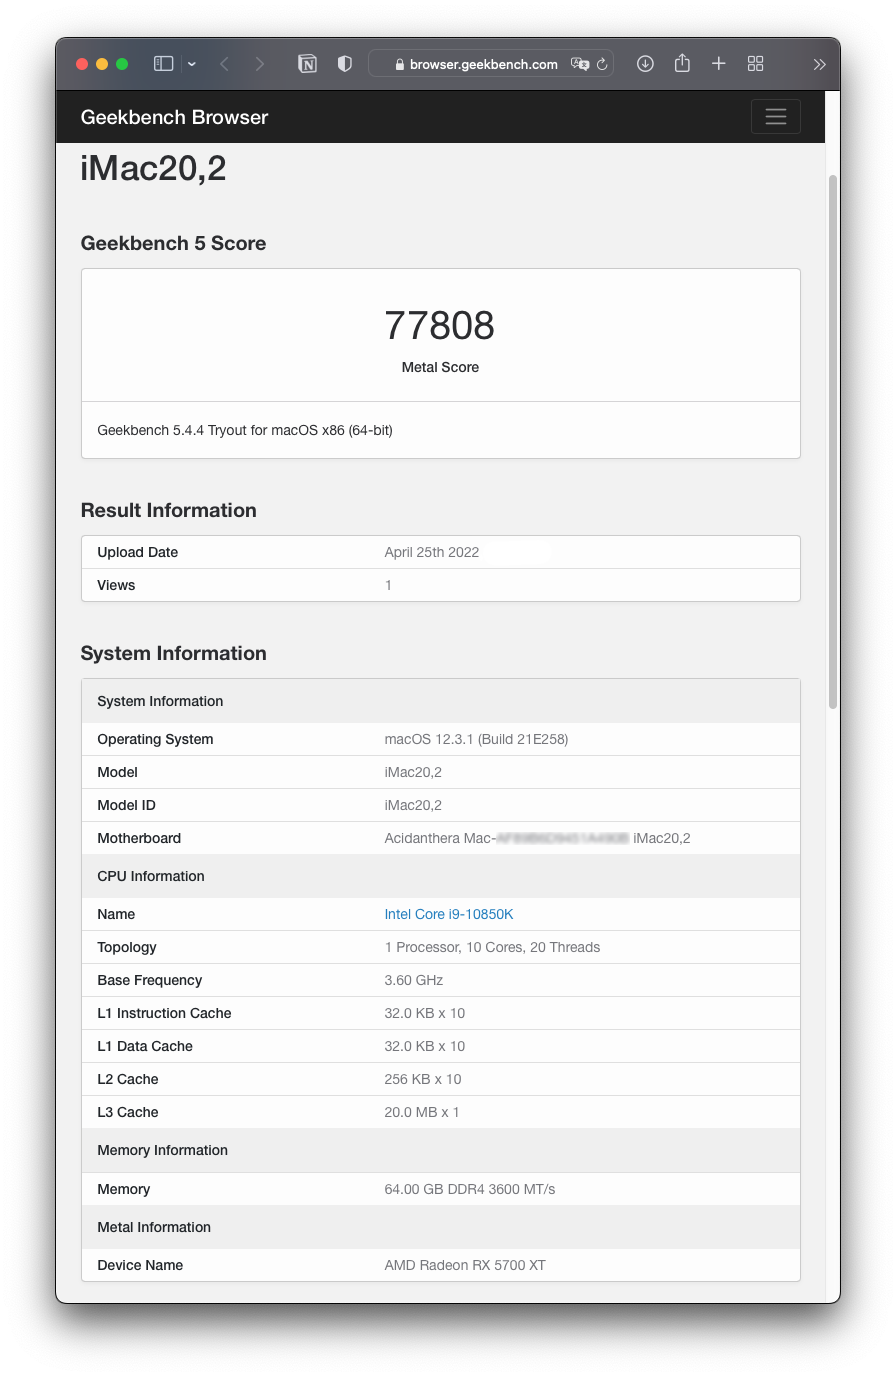 browser.geekbench.com
Geekbench Browser
iMac20,2
Geekbench 5 Score
77808
Metal Score
Geekbench 5.4.4 Tryout for macOS x86 (64-bit)
Result Information
Upload Date April 25th 2022
Views 1
System Information
System Information
Operating System macOS 12.3.1 (Build 21E258)
Model iMac20,2
Model ID iMac20,2
Motherboard Acidanthera Mac- iMac20,2
CPU Information
Name Intel Core i9-10850K
Topology 1 Processor, 10 Cores, 20 Threads
Base Frequency 3.60 GHz
L1 Instruction Cache 32.0 KB x 10
L1 Data Cache 32.0 KB x 10
L2 Cache 256 KB x 10
L3 Cache 20.0 MB x 1
Memory Information
Memory 64.00 GB DDR4 3600 MT/s
Metal Information
Device Name AMD Radeon RX 5700 XT